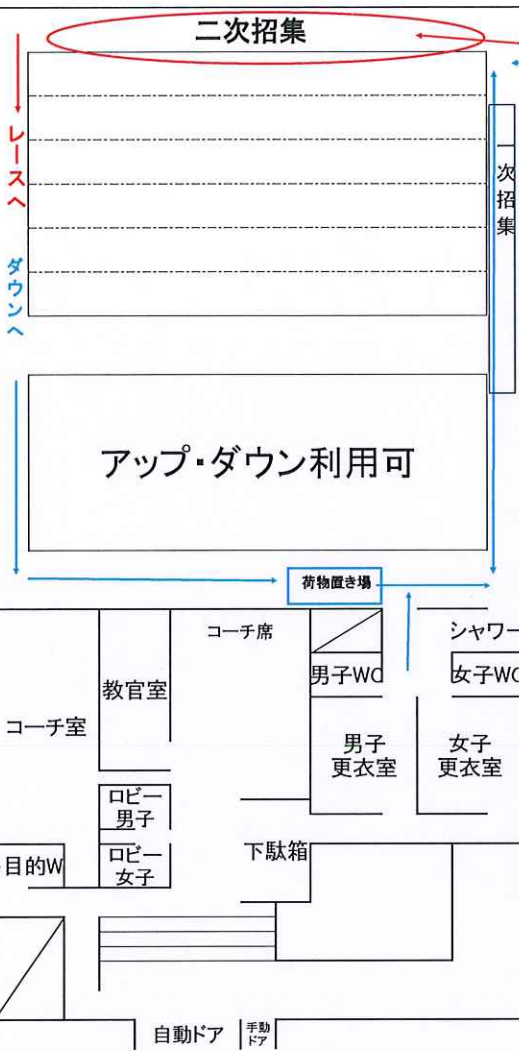 二次招集
レースへ
一次招集
ダウンへ
アップ・ダウン利用可
荷物置き場
コーチ席
シャワー
教官室
男子WC
女子WC
コーチ室
男子
更衣室
女子
更衣室
ロビー
男子
ロビー
女子
下駄箱
目的W
自動ドア
手動
ドア